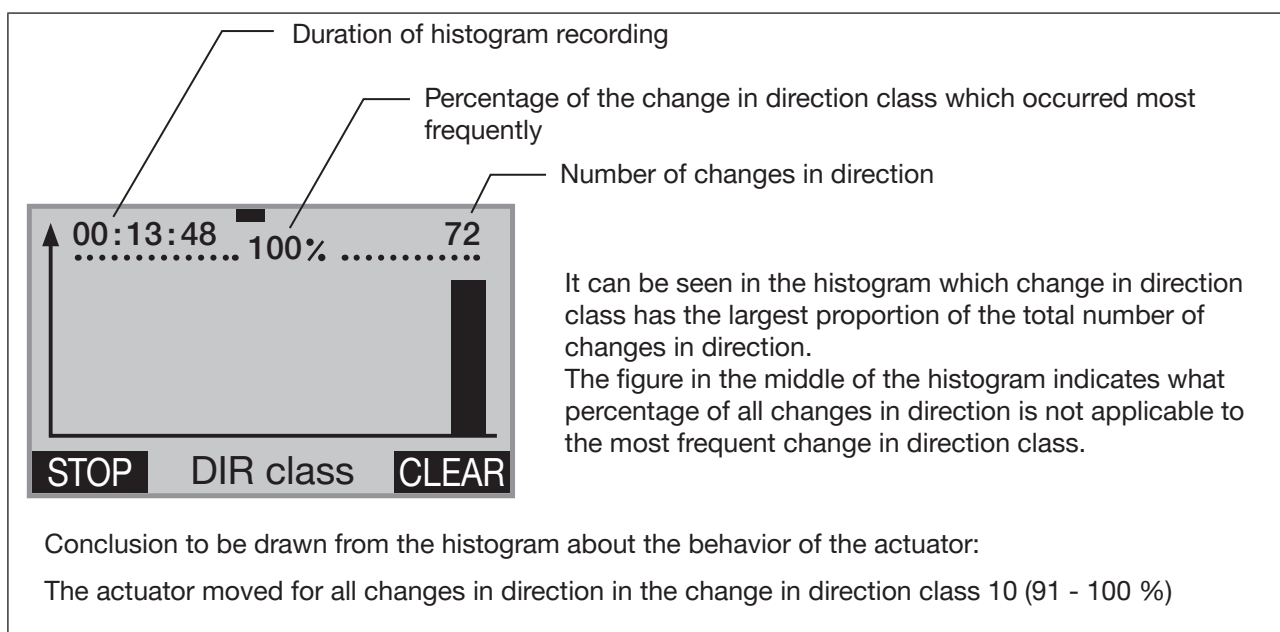 Duration of histogram recording
Percentage of the change in direction class which occurred most
frequently
Number of changes in direction
00:13:48 100% 72
It can be seen in the histogram which change in direction
class has the largest proportion of the total number of
changes in direction.
The figure in the middle of the histogram indicates what
percentage of all changes in direction is not applicable to
the most frequent change in direction class.
STOP DIR class CLEAR
Conclusion to be drawn from the histogram about the behavior of the actuator:
The actuator moved for all changes in direction in the change in direction class 10 (91 - 100 %)